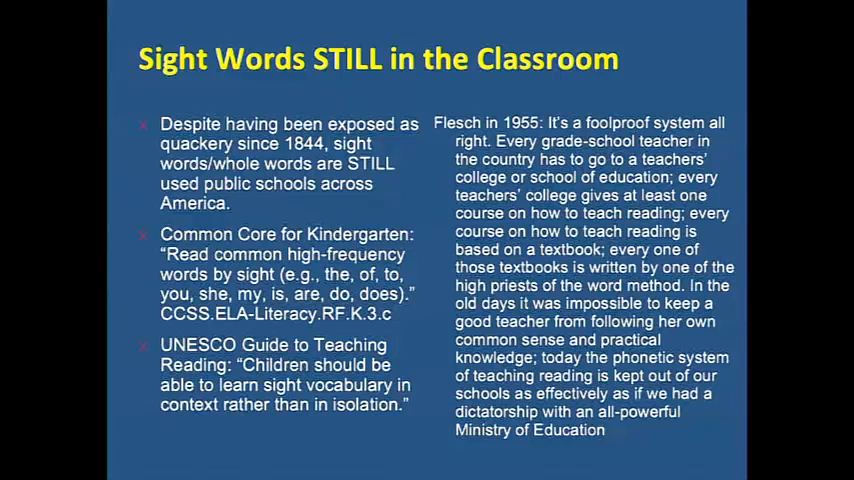 Sight Words STILL in the Classroom
Despite having been exposed as
quackery since 1844, sight
words/whole words are STILL
used public schools across
America.
Common Core for Kindergarten:
“Read common high-frequency
words by sight (e.g., the, of, to,
you, she, my, is, are, do, does).”
CCSS.ELA-Literacy.RF.K.3.c
UNESCO Guide to Teaching
Reading: “Children should be
able to learn sight vocabulary in
context rather than in isolation.”
Flesch in 1955: It’s a foolproof system all
right. Every grade-school teacher in
the country has to go to a teachers’
college or school of education; every
teachers’ college gives at least one
course on how to teach reading; every
course on how to teach reading is
based on a textbook; every one of
those textbooks is written by one of the
high priests of the word method. In the
old days it was impossible to keep a
good teacher from following her own
common sense and practical
knowledge; today the phonetic system
of teaching reading is kept out of our
schools as effectively as if we had a
dictatorship with an all-powerful
Ministry of Education